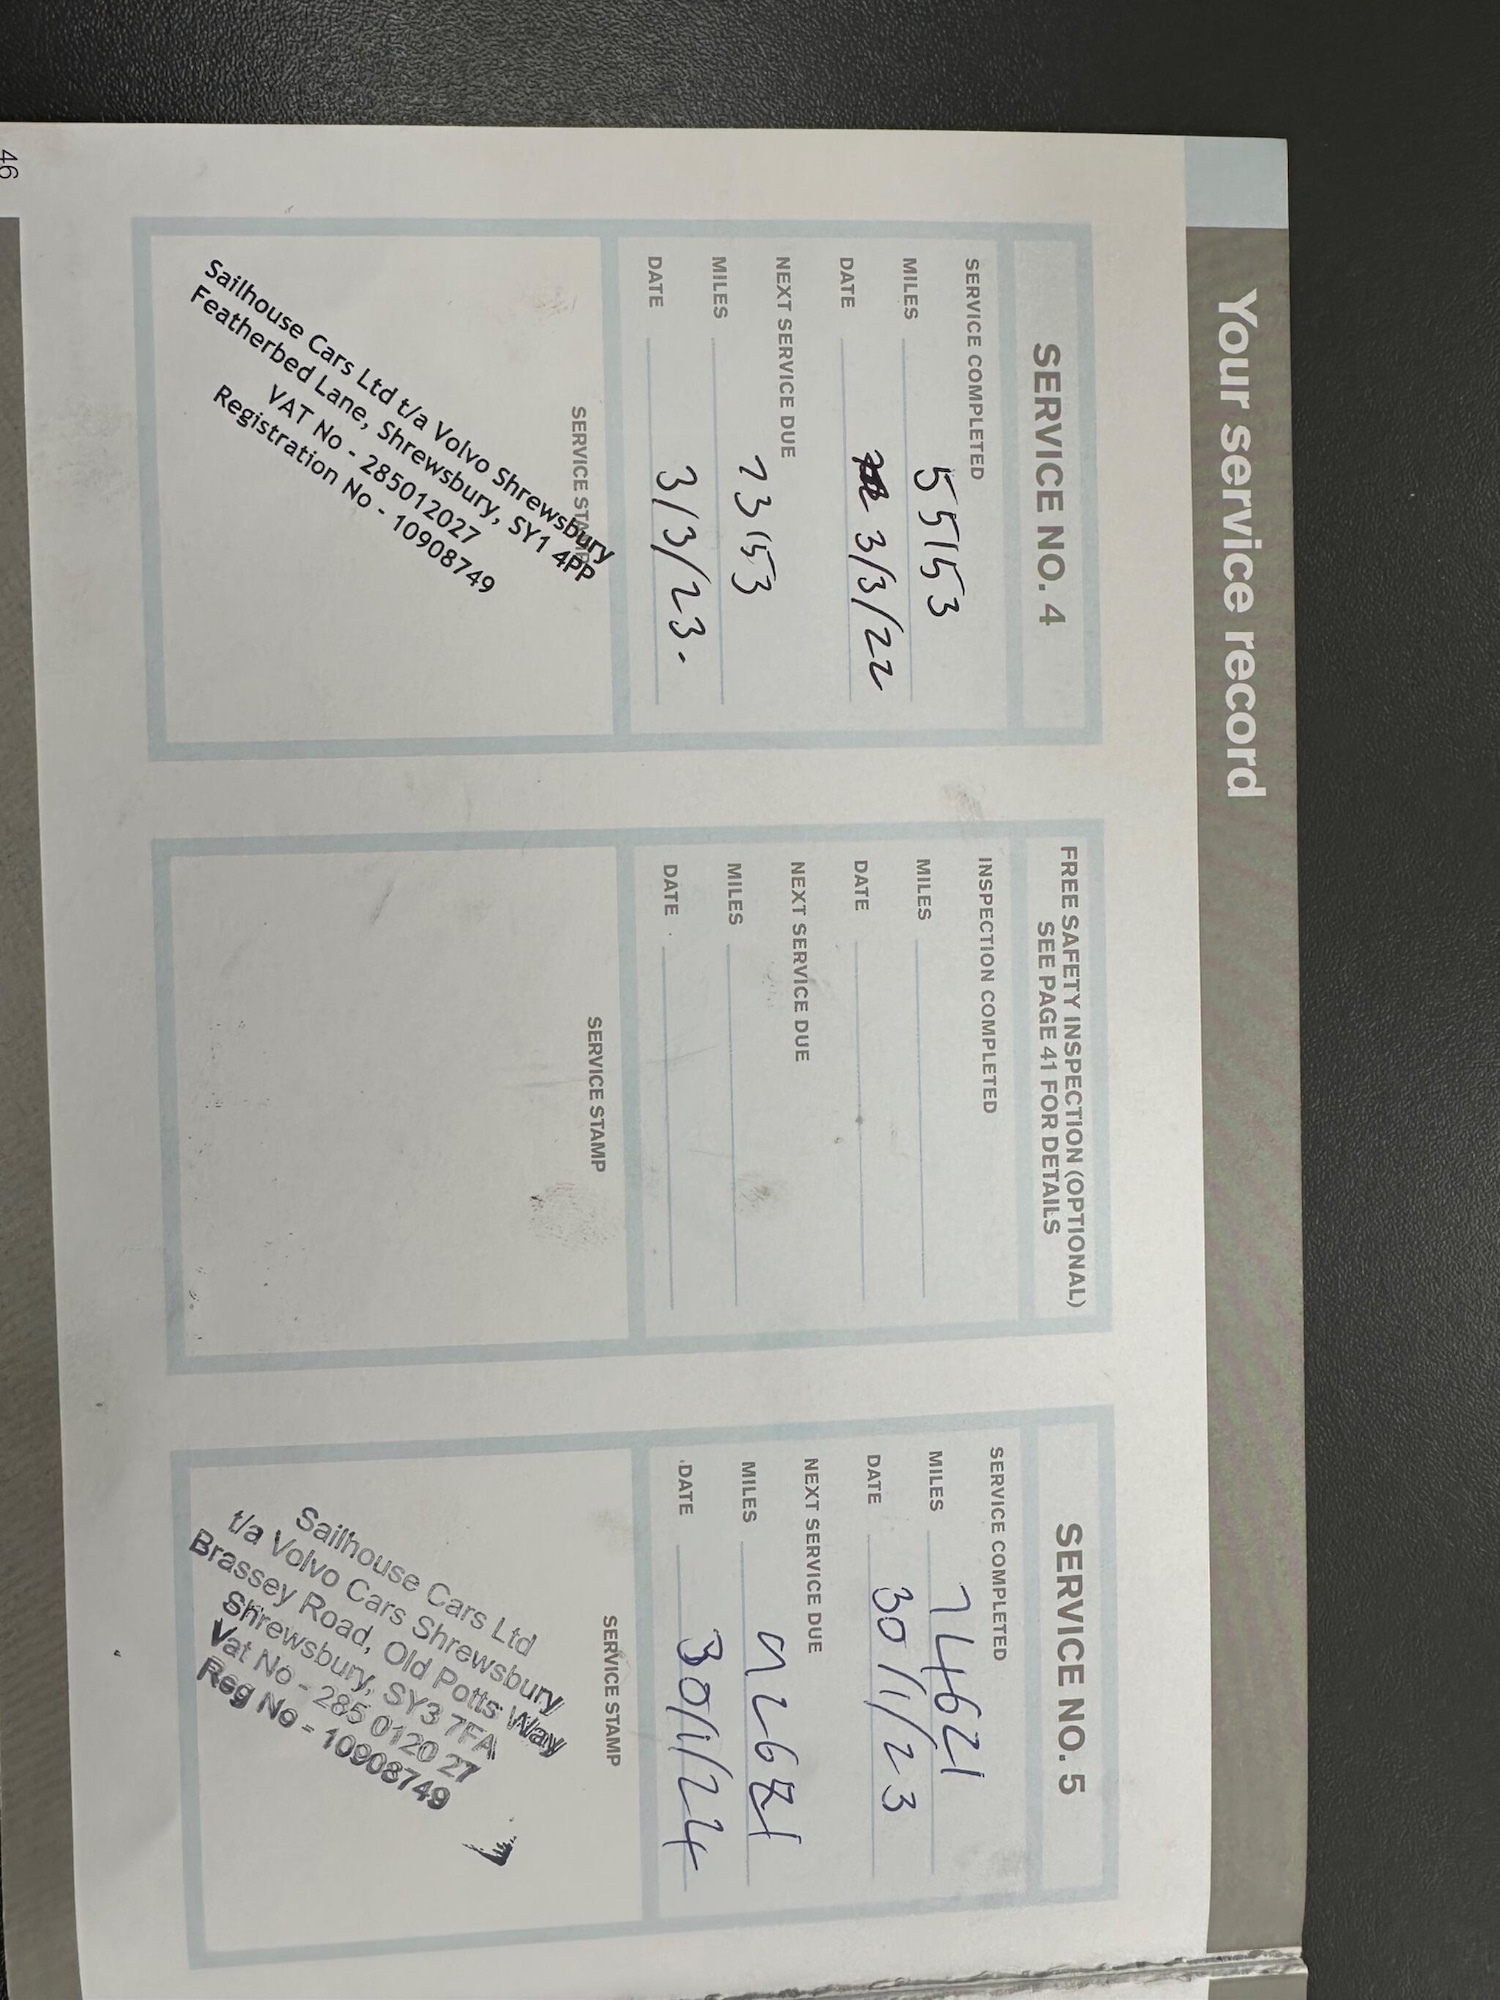 Your service record
SERVICE NO. 4
SERVICE COMPLETED
MILES 55153
DATE 3/3/22
NEXT SERVICE DUE
MILES 73153
DATE 3/3/23.
SERVICE STAMP
Sailhouse Cars Ltd t/a Volvo Shrewsbury
Featherbed Lane, Shrewsbury, SY1 4PP
VAT No - 285012027
Registration No - 10908749
FREE SAFETY INSPECTION (OPTIONAL)
SEE PAGE 41 FOR DETAILS
INSPECTION COMPLETED
MILES
DATE
NEXT SERVICE DUE
MILES
DATE
SERVICE STAMP
SERVICE NO. 5
SERVICE COMPLETED
MILES 74621
DATE 30/1/23
NEXT SERVICE DUE
MILES 92621
DATE 30/1/24
SERVICE STAMP
Sailhouse Cars Ltd
t/a Volvo Cars Shrewsbury
Brassey Road, Old Potts Way
Shrewsbury, SY3 7FA
Vat No - 285 0120 27
Reg No - 10908749
46